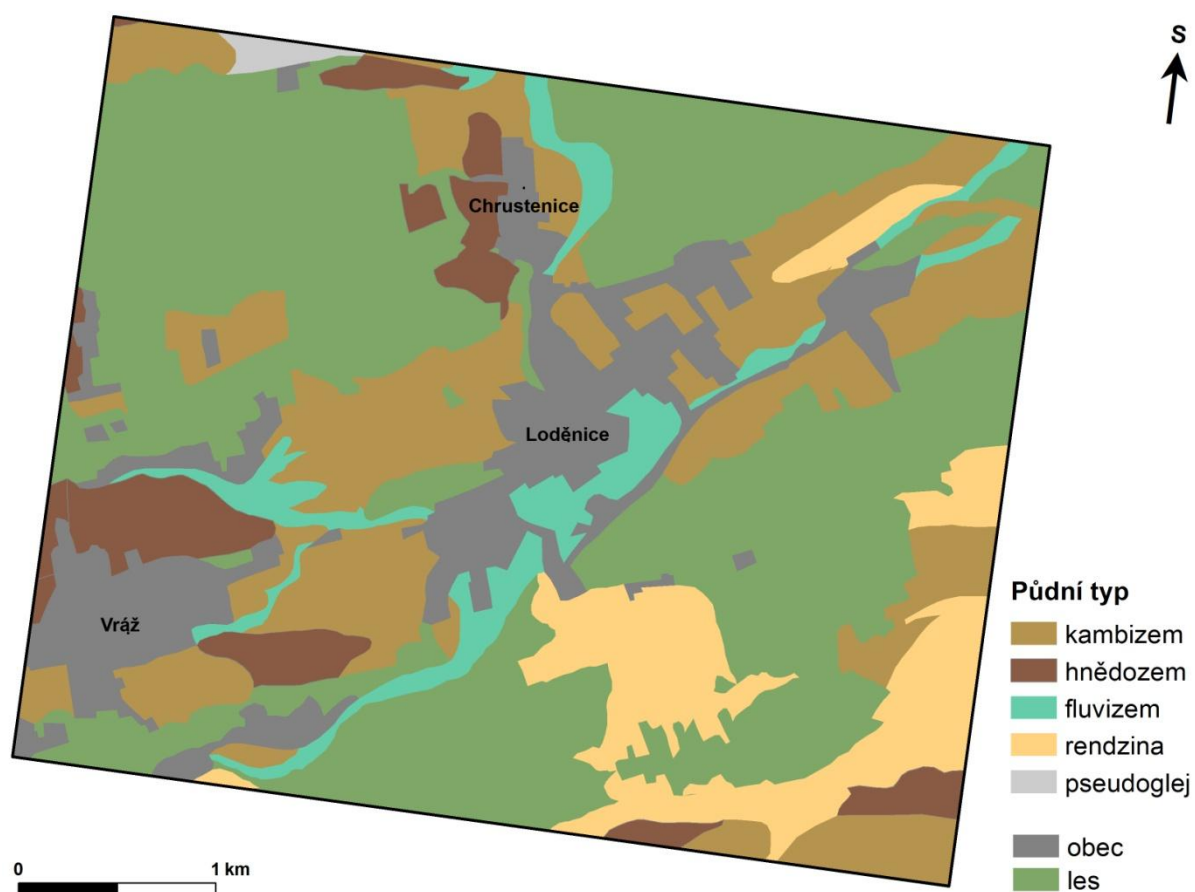 S
Chrustenice
Loděnice
Vráž
Půdní typ
kambizem
hnědozem
fluvizem
rendzina
pseudoglej
obec
les
0 1 km